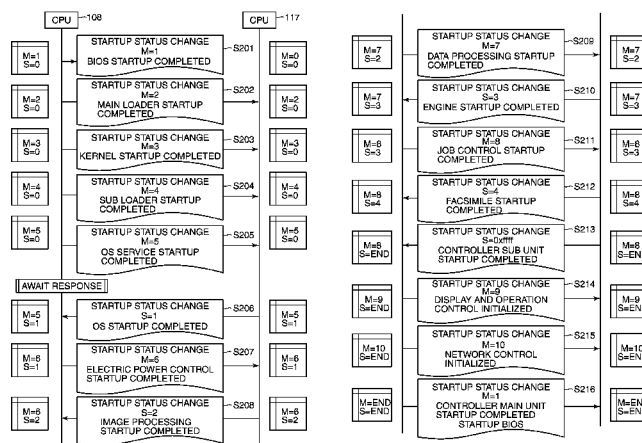 CPU 108 CPU 117
M=1 S=0
STARTUP STATUS CHANGE
M=1
BIOS STARTUP COMPLETED
S201
M=0 S=0
M=2 S=0
STARTUP STATUS CHANGE
M=2
MAIN LOADER STARTUP
COMPLETED
S202
M=2 S=0
M=3 S=0
STARTUP STATUS CHANGE
M=3
KERNEL STARTUP COMPLETED
S203
M=3 S=0
M=4 S=0
STARTUP STATUS CHANGE
M=4
SUB LOADER STARTUP
COMPLETED
S204
M=4 S=0
M=5 S=0
STARTUP STATUS CHANGE
M=5
OS SERVICE STARTUP
COMPLETED
S205
M=5 S=0
AWAIT RESPONSE
M=5 S=1
STARTUP STATUS CHANGE
S=1
OS STARTUP COMPLETED
S206
M=5 S=1
M=6 S=1
STARTUP STATUS CHANGE
ELECTRIC POWER CONTROL
STARTUP COMPLETED
S207
M=6 S=1
M=6 S=2
STARTUP STATUS CHANGE
S=2
IMAGE PROCESSING
STARTUP COMPLETED
S208
M=6 S=2
M=7 S=2
STARTUP STATUS CHANGE
M=7
DATA PROCESSING STARTUP
COMPLETED
S209
M=7 S=2
M=7 S=3
STARTUP STATUS CHANGE
S=3
ENGINE STARTUP COMPLETED
S210
M=7 S=3
M=8 S=3
STARTUP STATUS CHANGE
M=8
JOB CONTROL STARTUP
COMPLETED
S211
M=8 S=3
M=8 S=4
STARTUP STATUS CHANGE
S=4
FACSIMILE STARTUP
COMPLETED
S212
M=8 S=4
M=8 S=END
STARTUP STATUS CHANGE
S=0xffff
CONTROLLER SUB UNIT
STARTUP COMPLETED
S213
M=8
M=9 S=END
STARTUP STATUS CHANGE
M=9
DISPLAY AND OPERATION
CONTROL INITIALIZED
S214
M=9 S=END
M=10 S=END
STARTUP STATUS CHANGE
M=10
NETWORK CONTROL
INITIALIZED
S215
M=10 S=END
M=END S=END
STARTUP STATUS CHANGE
M=1
CONTROLLER MAIN UNIT
STARTUP COMPLETED
STARTUP BIOS
S216
M=END S=END